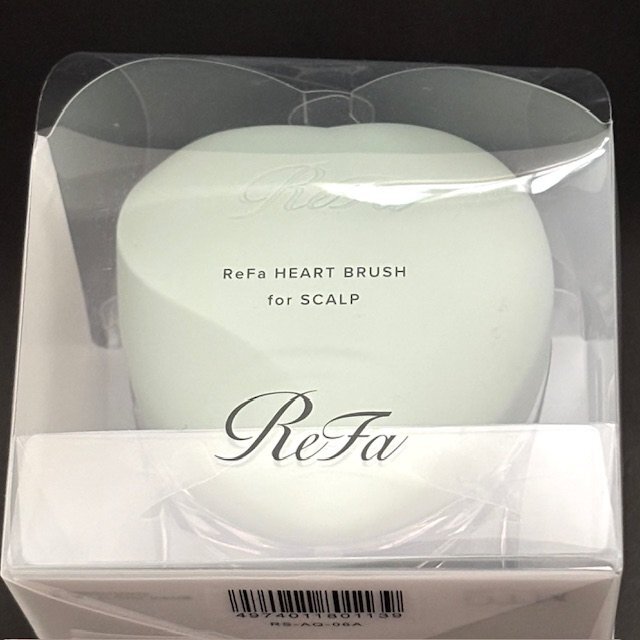 ReFa
ReFa HEART BRUSH
for SCALP
ReFa
4974011801139
RS-AQ-06A